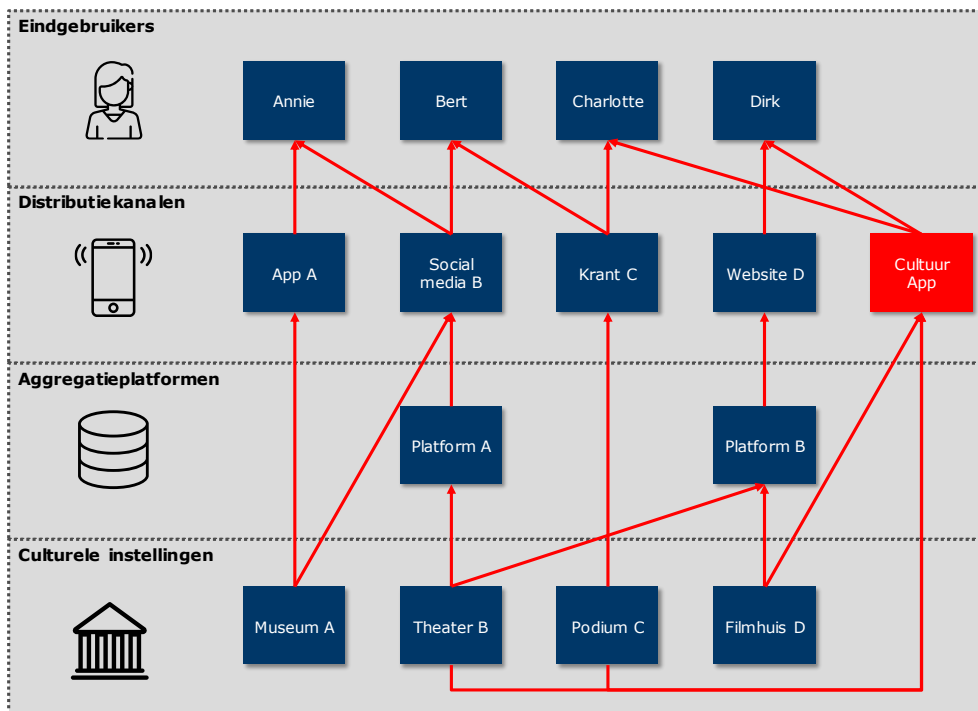 Eindgebruikers
Annie
Bert
Charlotte
Dirk
Distributiekanalen
App A
Social
media B
Krant C
Website D
Cultuur
App
Aggregatieplatformen
Platform A
Platform B
Culturele instellingen
Museum A
Theater B
Podium C
Filmhuis D